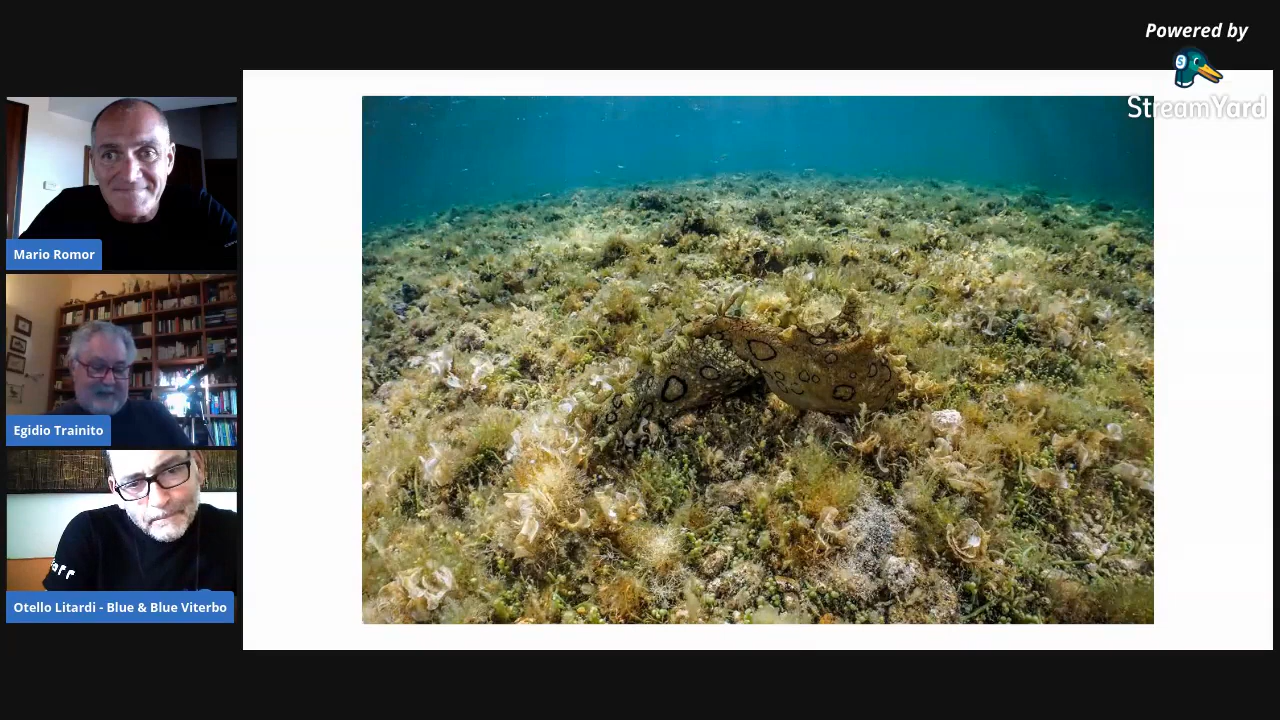 Powered by
StreamYard
Mario Romor
Egidio Trainito
Otello Litardi - Blue & Blue Viterbo